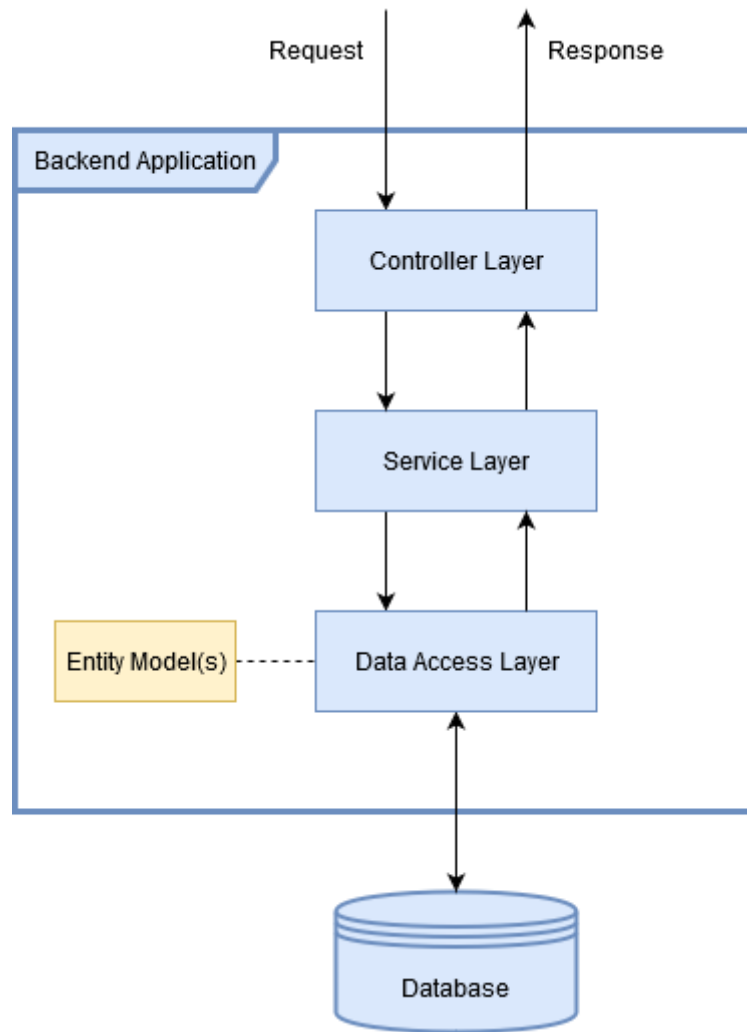 Request
Response
Backend Application
Controller Layer
Service Layer
Entity Model(s)
Data Access Layer
Database